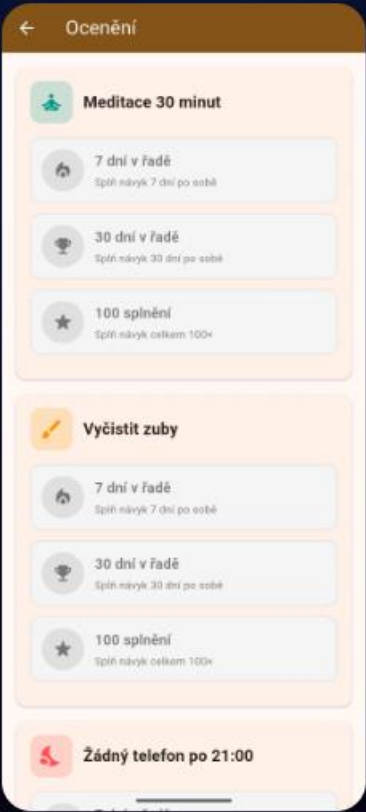 Ocenění
Meditace 30 minut
7 dní v řadě
Splň návyk 7 dní po sobě
30 dní v řadě
Splň návyk 30 dní po sobě
100 splnění
Splň návyk celkem 100×
Vyčistit zuby
7 dní v řadě
Splň návyk 7 dní po sobě
30 dní v řadě
Splň návyk 30 dní po sobě
100 splnění
Splň návyk celkem 100×
Žádný telefon po 21:00